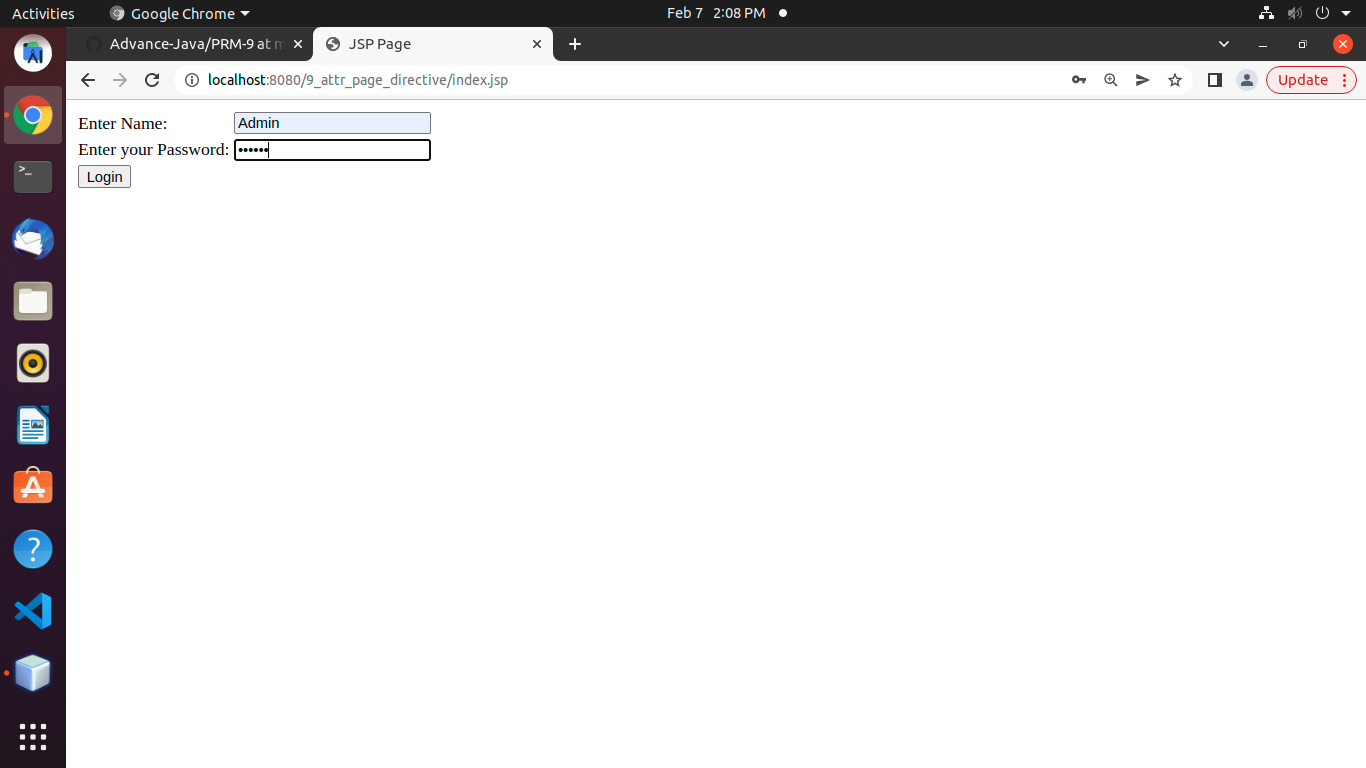 Activities Google Chrome Feb 7 2:08 PM
Advance-Java/PRM-9 at m JSP Page
localhost:8080/9_attr_page_directive/index.jsp Update
Enter Name: Admin
Enter your Password: ••••••
Login